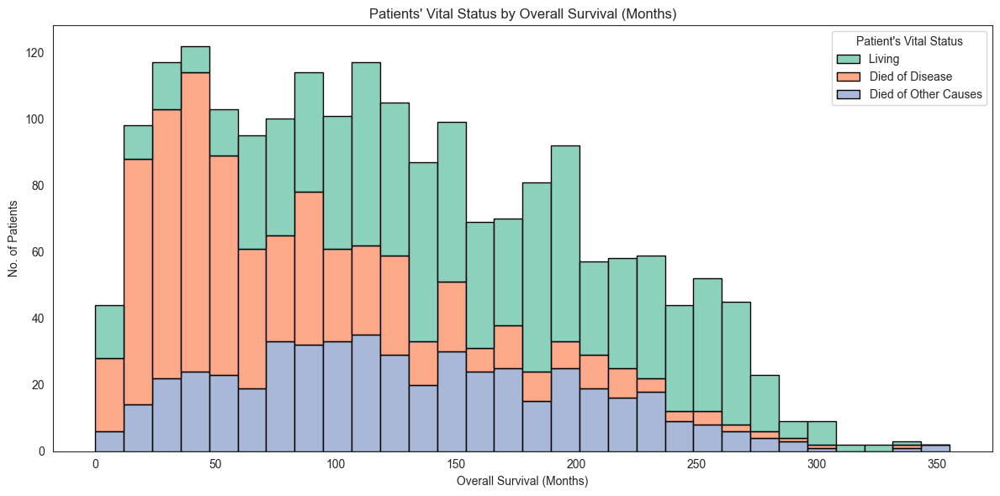 Patients' Vital Status by Overall Survival (Months)
Patient's Vital Status
Living
Died of Disease
Died of Other Causes
No. of Patients
120
100
80
60
40
20
0
0 50 100 150 200 250 300 350
Overall Survival (Months)